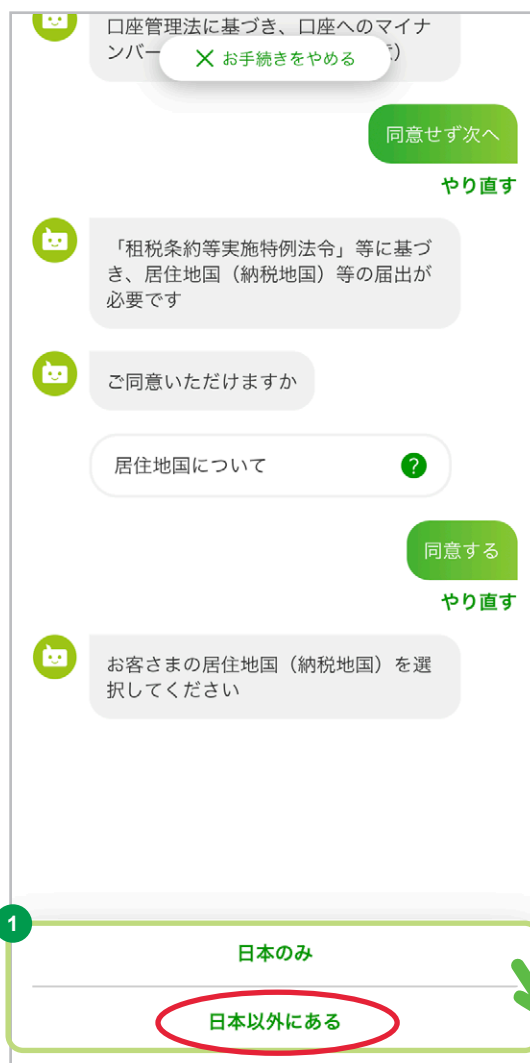 口座管理法に基づき、口座へのマイナ
ンバー
お手続きをやめる
)
同意せず次へ
やり直す
「租税条約等実施特例法令」等に基づ
き、居住地国（納税地国）等の届出が
必要です
ご同意いただけますか
居住地国について
?
同意する
やり直す
お客さまの居住地国（納税地国）を選
択してください
1
日本のみ
日本以外にある